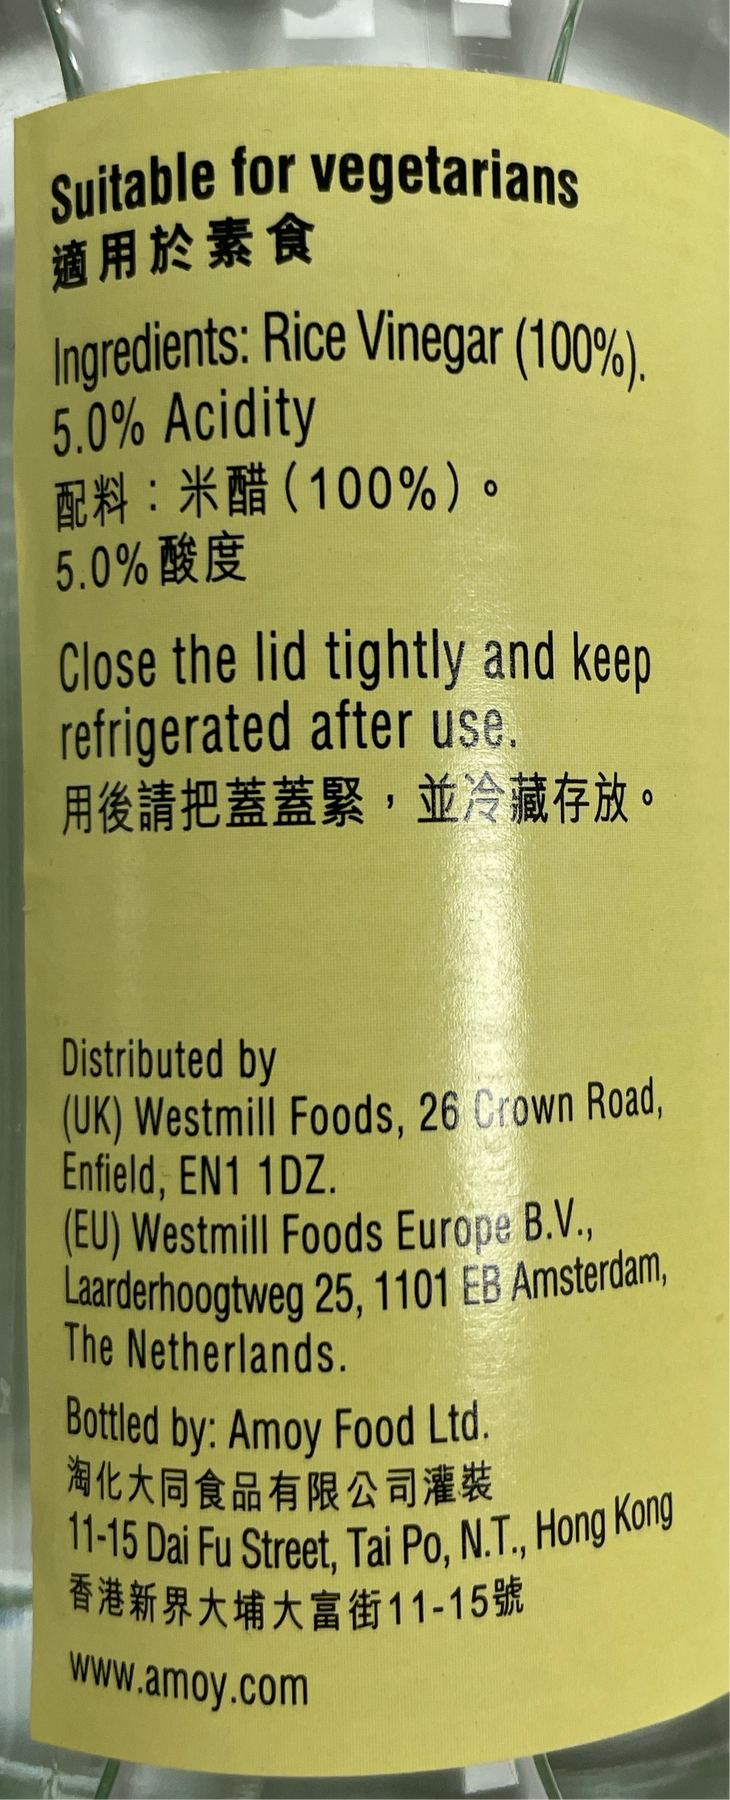 Suitable for vegetarians
適用於素食
Ingredients: Rice Vinegar (100%).
5.0% Acidity
配料：米醋（100%）。
5.0%酸度
Close the lid tightly and keep
refrigerated after use.
用後請把蓋蓋緊，並冷藏存放。
Distributed by
(UK) Westmill Foods, 26 Crown Road,
Enfield, EN1 1DZ.
(EU) Westmill Foods Europe B.V.,
Laarderhoogtweg 25, 1101 EB Amsterdam,
The Netherlands.
Bottled by: Amoy Food Ltd.
淘化大同食品有限公司灌裝
11-15 Dai Fu Street, Tai Po, N.T., Hong Kong
香港新界大埔大富街11-15號
www.amoy.com